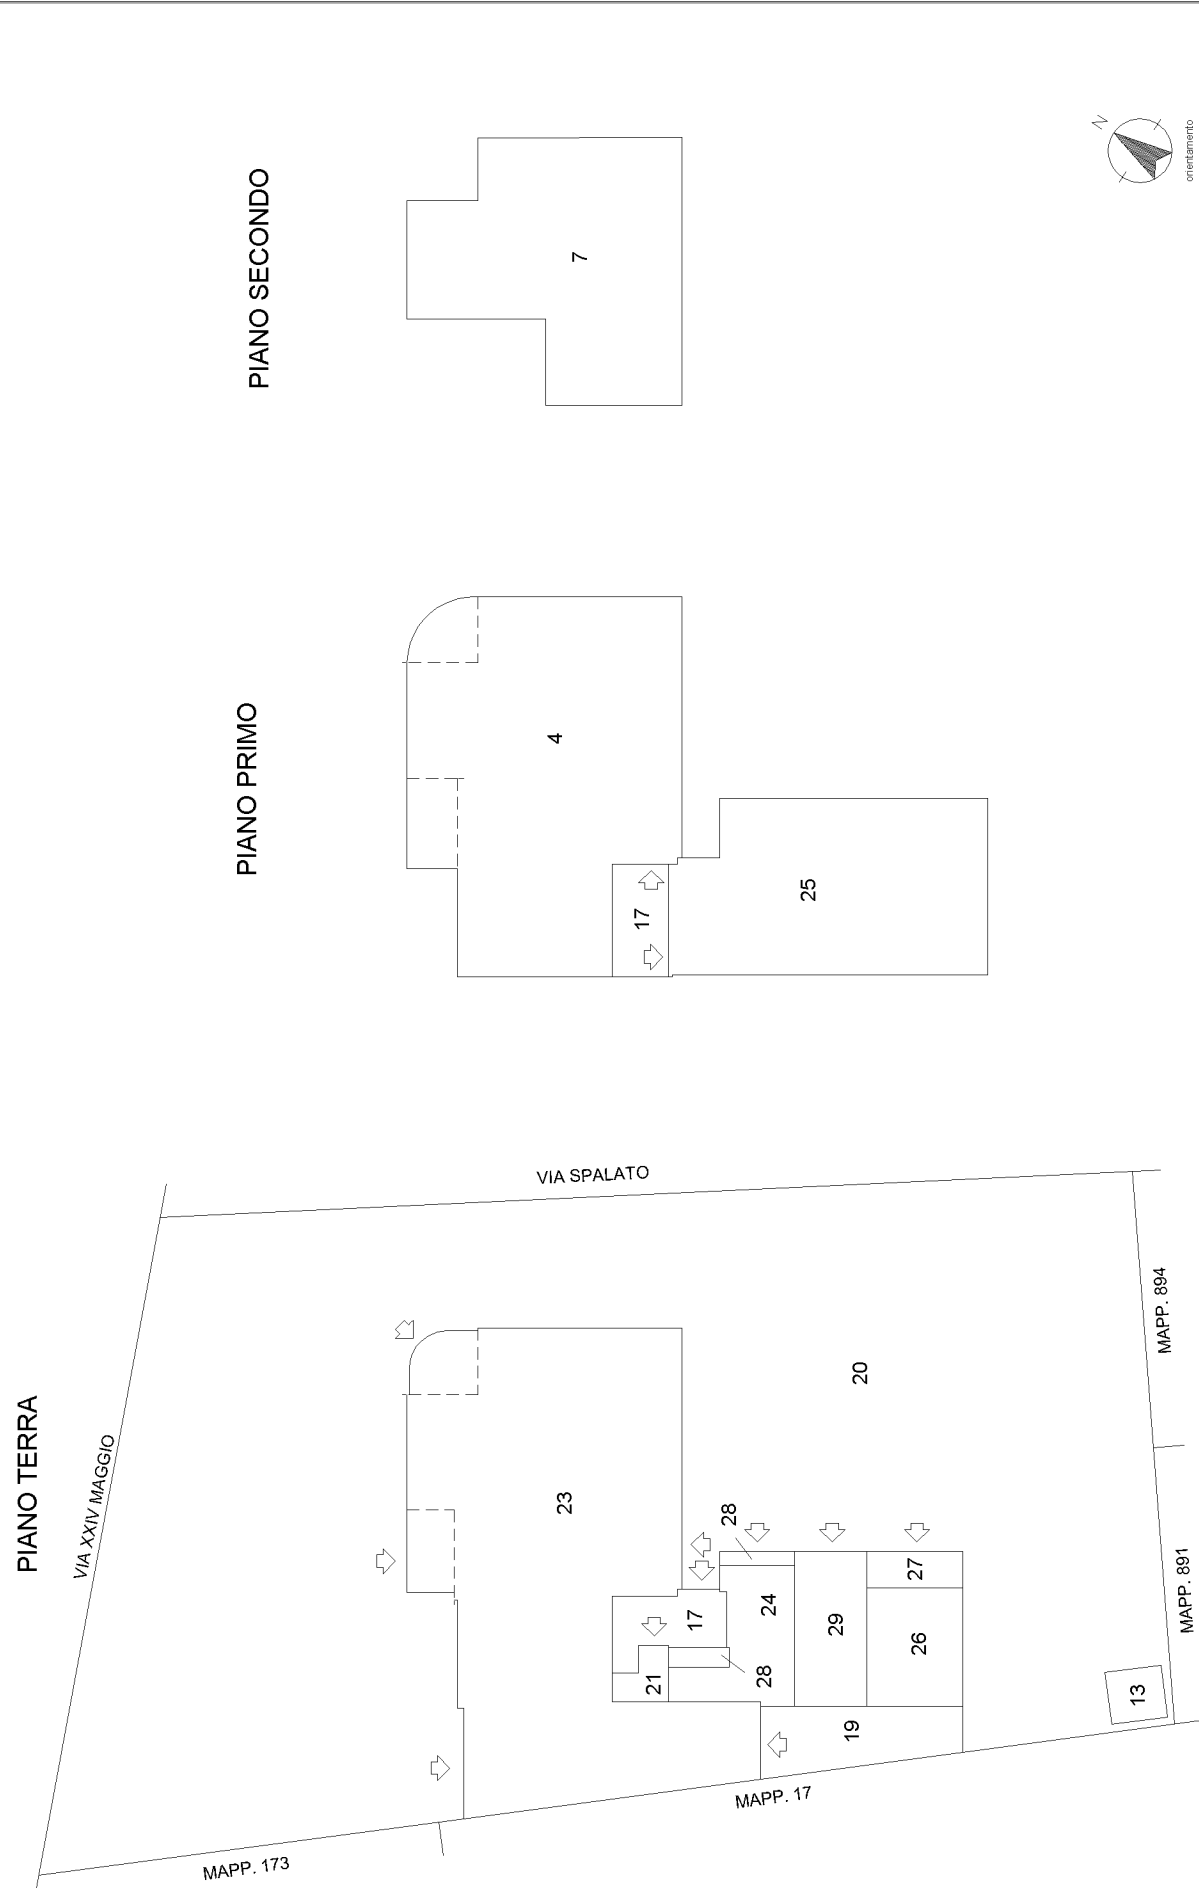 PIANO TERRA
VIA XXIV MAGGIO
VIA SPALATO
MAPP. 173
MAPP. 17
MAPP. 891
MAPP. 894
23
20
28
17
24
29
27
26
21
28
19
13
PIANO PRIMO
4
17
25
PIANO SECONDO
7
N
orientamento